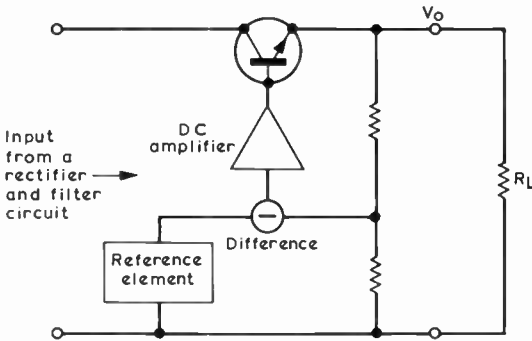 Vo
DC
amplifier
Input
from a
rectifier
and filter
circuit
RL
−
Difference
Reference
element